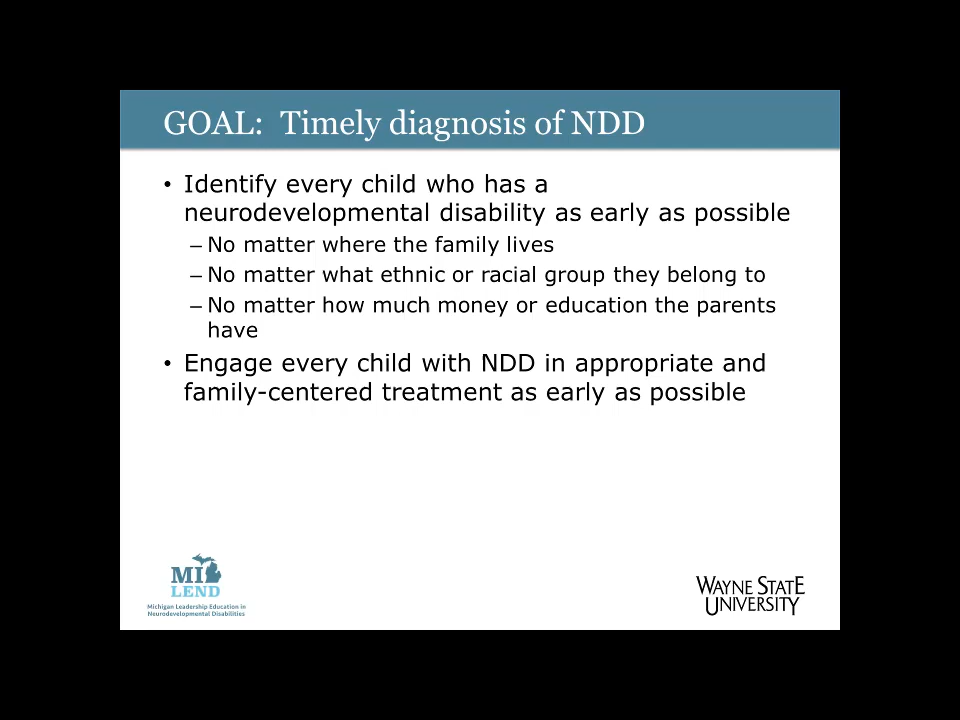 GOAL:  Timely diagnosis of NDD
• Identify every child who has a
neurodevelopmental disability as early as possible
– No matter where the family lives
– No matter what ethnic or racial group they belong to
– No matter how much money or education the parents
have
• Engage every child with NDD in appropriate and
family-centered treatment as early as possible
MI
LEND
Michigan Leadership Education in
Neurodevelopmental Disabilities
WAYNE STATE
UNIVERSITY